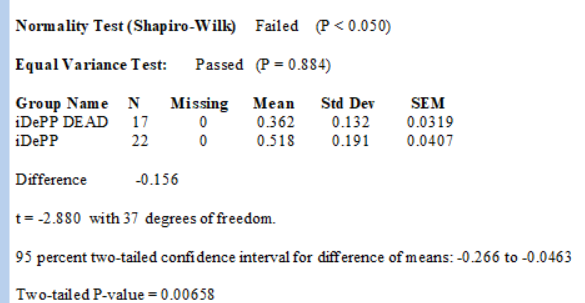 Normality Test (Shapiro-Wilk) Failed (P < 0.050)
Equal Variance Test: Passed (P = 0.884)
Group Name N Missing Mean Std Dev SEM
iDePP DEAD 17 0 0.362 0.132 0.0319
iDePP 22 0 0.518 0.191 0.0407
Difference -0.156
t = -2.880 with 37 degrees of freedom.
95 percent two-tailed confidence interval for difference of means: -0.266 to -0.0463
Two-tailed P-value = 0.00658